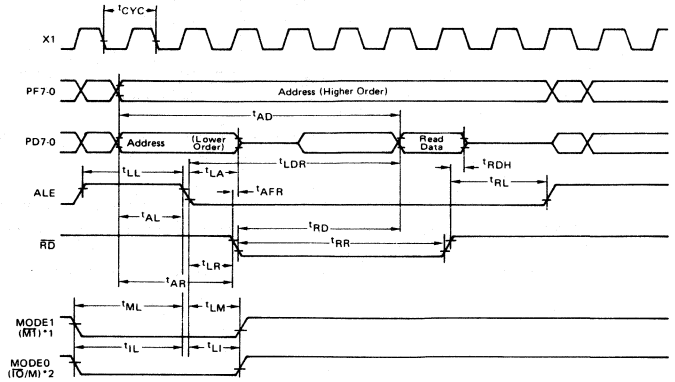 tCYC
X1
PF7-0
Address (Higher Order)
tAD
PD7-0
Address
(Lower Order)
Read Data
tLDR
tRDH
tLL
tLA
tRL
ALE
tAFR
tAL
tRD
tRR
RD
tLR
tAR
tML
tLM
MODE1
(M1)*1
tIL
tLI
MODE0
(IO/M)*2